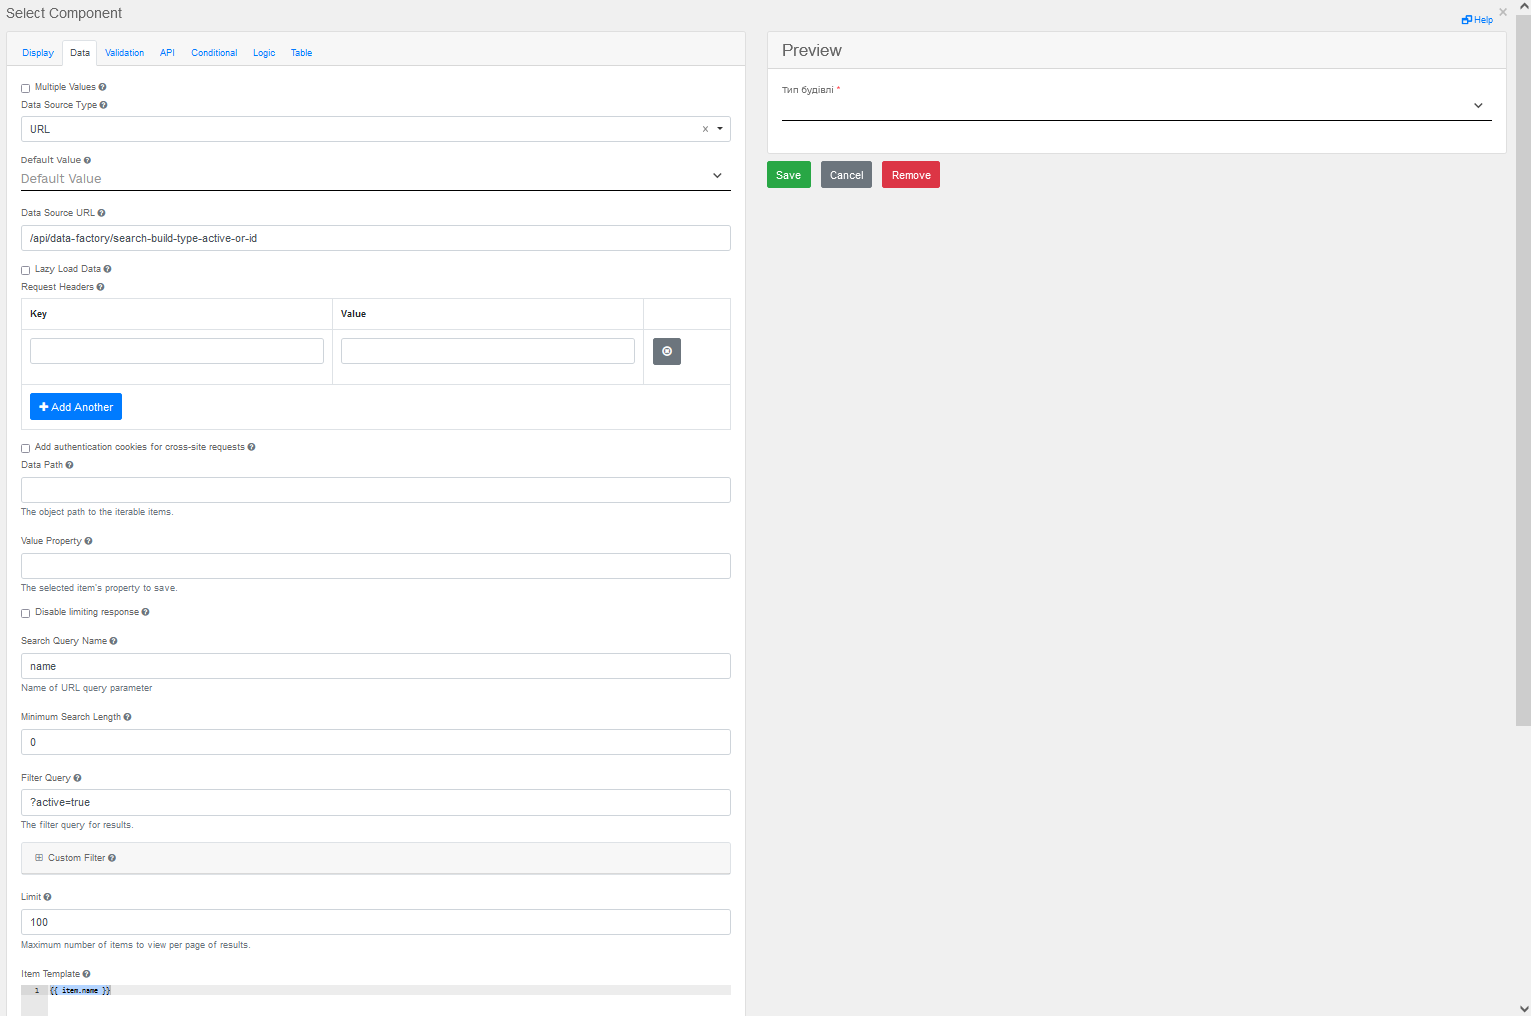 Select Component
Help
Display Data Validation API Conditional Logic Table
Multiple Values
Data Source Type
URL
Default Value
Default Value
Data Source URL
/api/data-factory/search-build-type-active-or-id
Lazy Load Data
Request Headers
Key Value
Add Another
Add authentication cookies for cross-site requests
Data Path
The object path to the iterable items.
Value Property
The selected item's property to save.
Disable limiting response
Search Query Name
name
Name of URL query parameter
Minimum Search Length
0
Filter Query
?active=true
The filter query for results.
Custom Filter
Limit
100
Maximum number of items to view per page of results.
Item Template
1 {{ item.name }}
Preview
Тип будівлі *
Save Cancel Remove